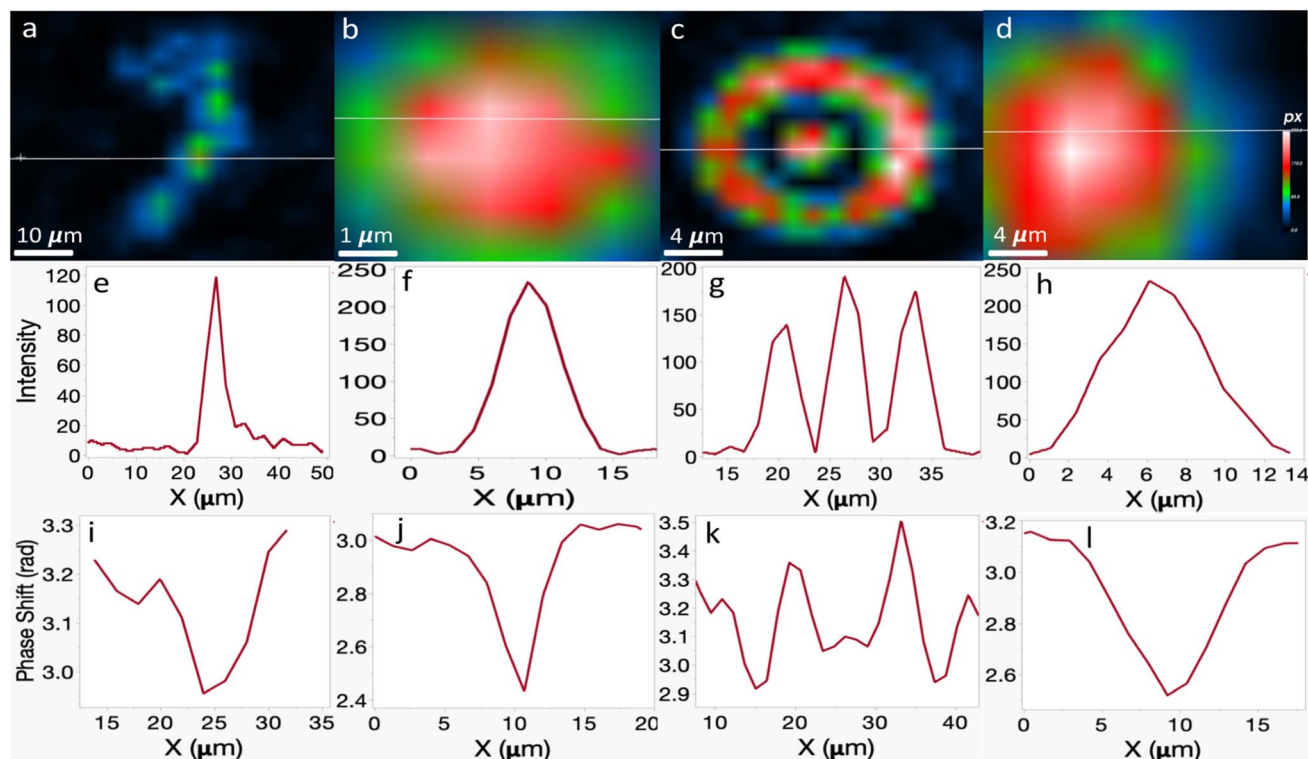 a b c d
px
10 μm 1 μm 4 μm 4 μm
e f g h
Intensity
120 100 80 60 40 20 0
0 10 20 30 40 50
X (μm)
250 200 150 100 50 0
0 5 10 15
X (μm)
200 150 100 50 0
15 20 25 30 35
X (μm)
250 200 150 100 50 0
0 2 4 6 8 10 12 14
X (μm)
i j k l
Phase Shift (rad)
3.3 3.2 3.1 3.0
15 20 25 30 35
X (μm)
3.0 2.8 2.6 2.4
0 5 10 15 20
X (μm)
3.5 3.4 3.3 3.2 3.1 3.0 2.9
10 20 30 40
X (μm)
3.2 3.0 2.8 2.6
0 5 10 15
X (μm)